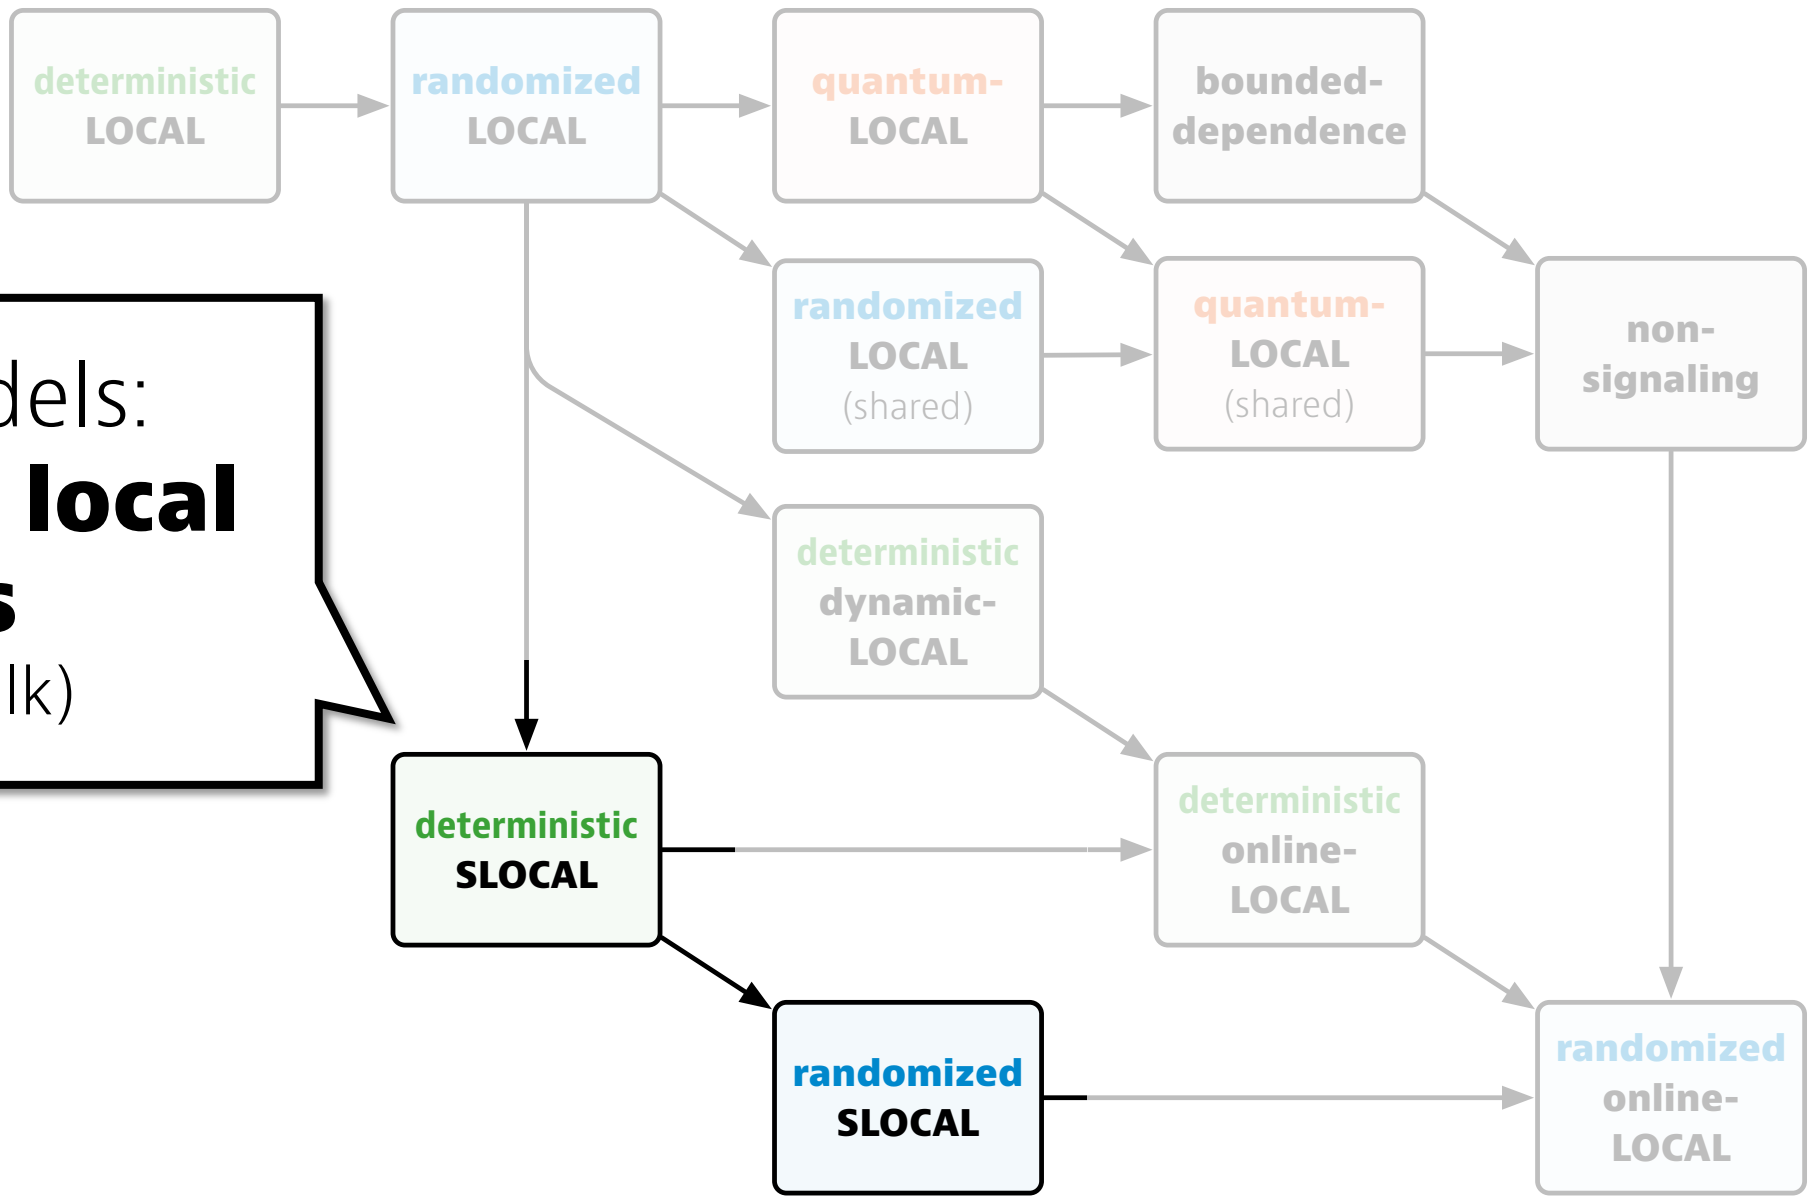 deterministic
LOCAL
randomized
LOCAL
quantum-
LOCAL
bounded-
dependence
randomized
LOCAL
(shared)
quantum-
LOCAL
(shared)
non-
signaling
dels:
local
s
lk)
deterministic
dynamic-
LOCAL
deterministic
SLOCAL
deterministic
online-
LOCAL
randomized
SLOCAL
randomized
online-
LOCAL